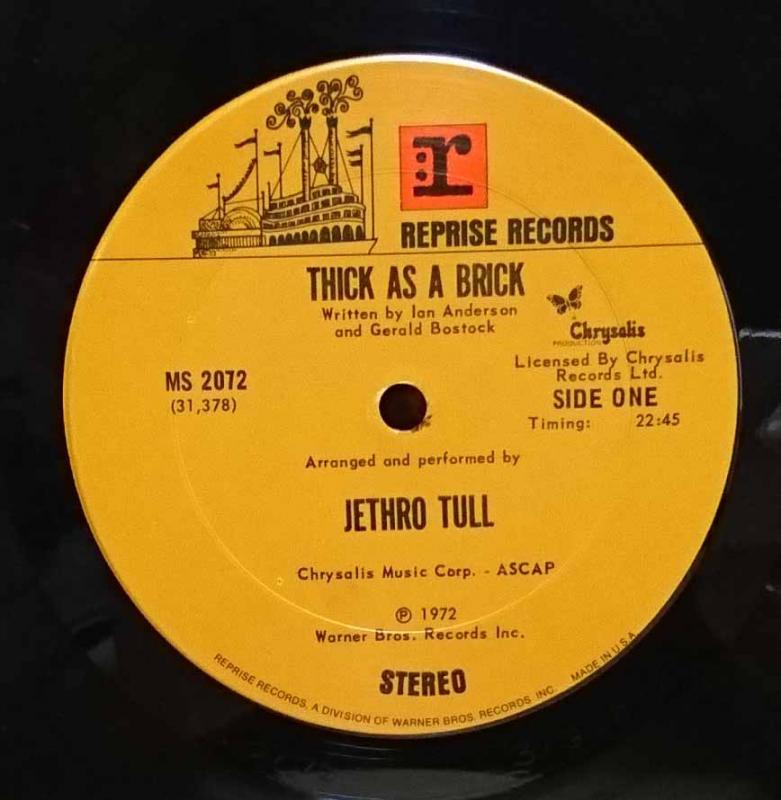 r
REPRISE RECORDS
THICK AS A BRICK
Written by Ian Anderson
and Gerald Bostock
Chrysalis
PRODUCTION
Licensed By Chrysalis
Records Ltd.
MS 2072
(31,378)
SIDE ONE
Timing: 22:45
Arranged and performed by
JETHRO TULL
Chrysalis Music Corp. - ASCAP
℗ 1972
Warner Bros. Records Inc.
STEREO
REPRISE RECORDS, A DIVISION OF WARNER BROS. RECORDS, INC. MADE IN U.S.A.